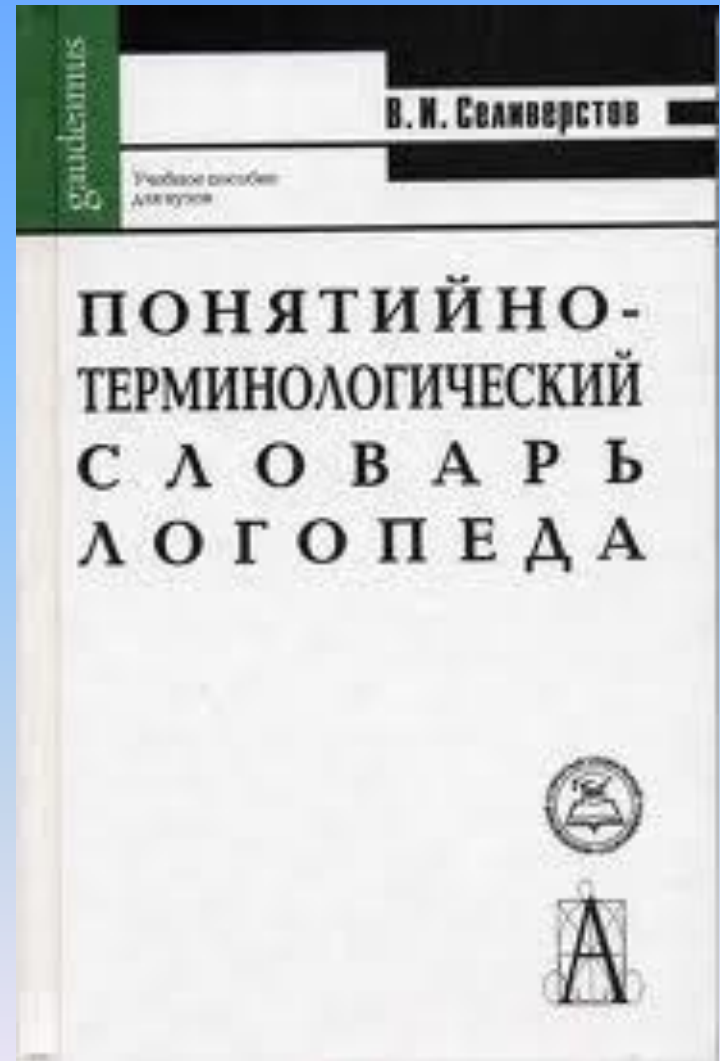 gaudeamus
В. И. Селиверстов
Учебное пособие
для вузов
ПОНЯТИЙНО-
ТЕРМИНОЛОГИЧЕСКИЙ
СЛОВАРЬ
ЛОГОПЕДА
А